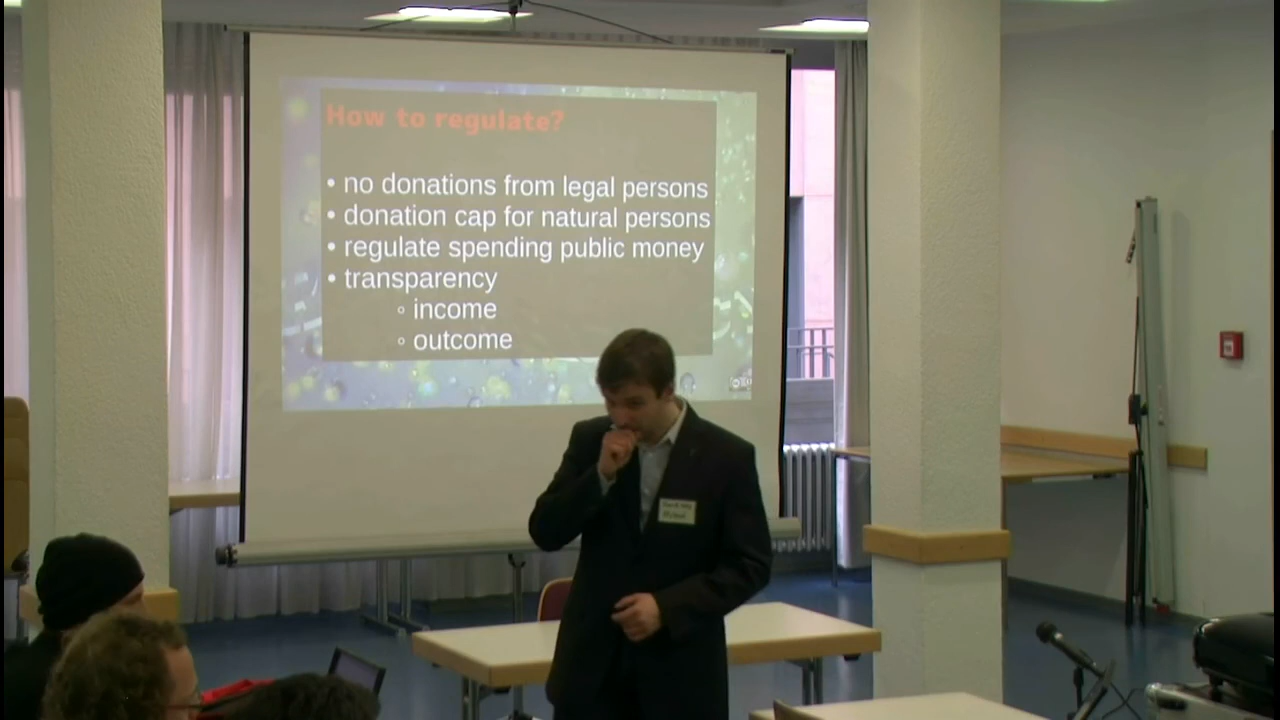 How to regulate?
• no donations from legal persons
• donation cap for natural persons
• regulate spending public money
• transparency
◦ income
◦ outcome